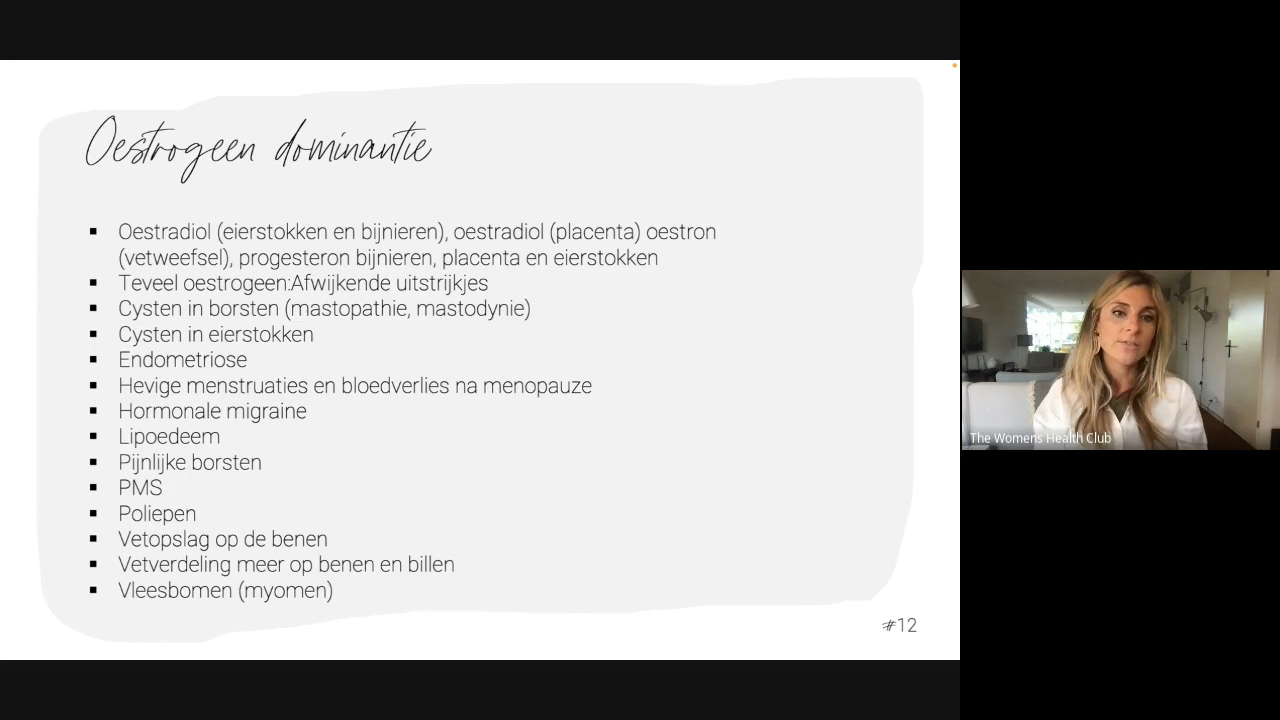 Oestrogeen dominantie
▪ Oestradiol (eierstokken en bijnieren), oestradiol (placenta) oestron
(vetweefsel), progesteron bijnieren, placenta en eierstokken
▪ Teveel oestrogeen:Afwijkende uitstrijkjes
▪ Cysten in borsten (mastopathie, mastodynie)
▪ Cysten in eierstokken
▪ Endometriose
▪ Hevige menstruaties en bloedverlies na menopauze
▪ Hormonale migraine
▪ Lipoedeem
▪ Pijnlijke borsten
▪ PMS
▪ Poliepen
▪ Vetopslag op de benen
▪ Vetverdeling meer op benen en billen
▪ Vleesbomen (myomen)
#12
The Womens Health Club